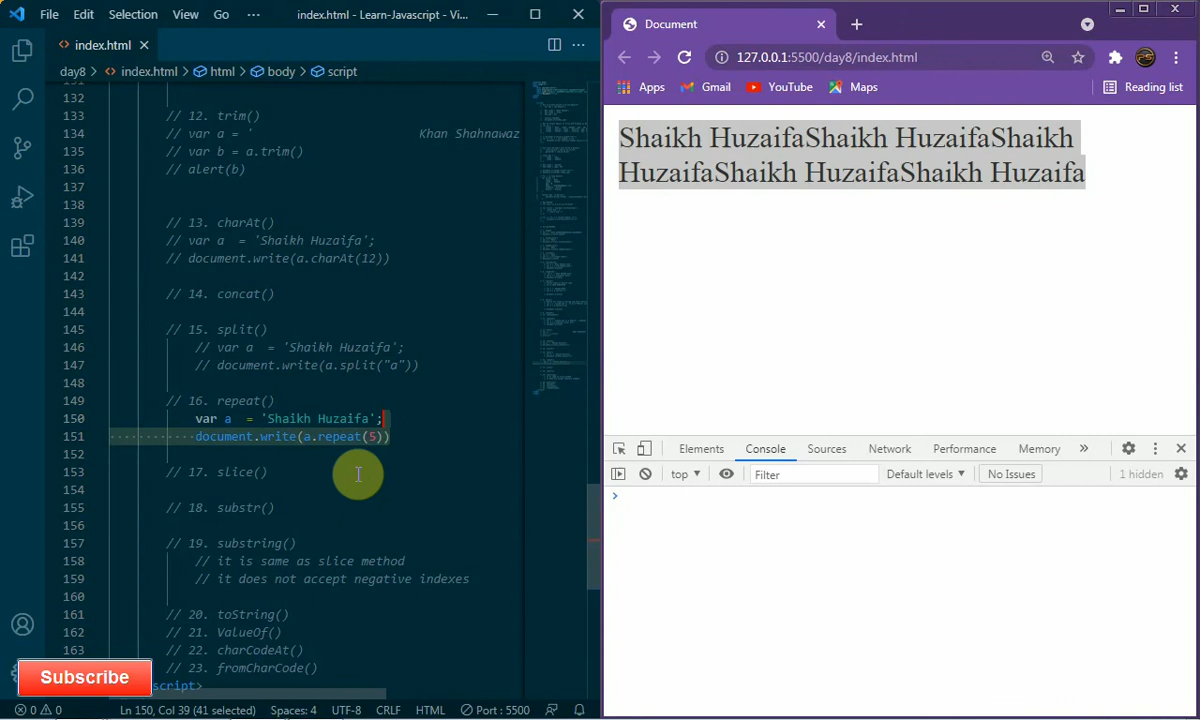 File Edit Selection View Go ··· index.html - Learn-Javascript - Vi...
index.html
day8 > index.html > html > body > script
132
133 // 12. trim()
134 // var a = ' Khan Shahnawaz
135 // var b = a.trim()
136 // alert(b)
137
138
139 // 13. charAt()
140 // var a = 'Shaikh Huzaifa';
141 // document.write(a.charAt(12))
142
143 // 14. concat()
144
145 // 15. split()
146 // var a = 'Shaikh Huzaifa';
147 // document.write(a.split("a"))
148
149 // 16. repeat()
150 var a = 'Shaikh Huzaifa';
151 document.write(a.repeat(5))
152
153 // 17. slice()
154
155 // 18. substr()
156
157 // 19. substring()
158 // it is same as slice method
159 // it does not accept negative indexes
160
161 // 20. toString()
162 // 21. ValueOf()
163 // 22. charCodeAt()
// 23. fromCharCode()
script>
Subscribe
0 0 Ln 150, Col 39 (41 selected) Spaces: 4 UTF-8 CRLF HTML Port : 5500
Document
127.0.0.1:5500/day8/index.html
Apps Gmail YouTube Maps Reading list
Shaikh HuzaifaShaikh HuzaifaShaikh
HuzaifaShaikh HuzaifaShaikh Huzaifa
Elements Console Sources Network Performance Memory »
top Filter Default levels No Issues 1 hidden